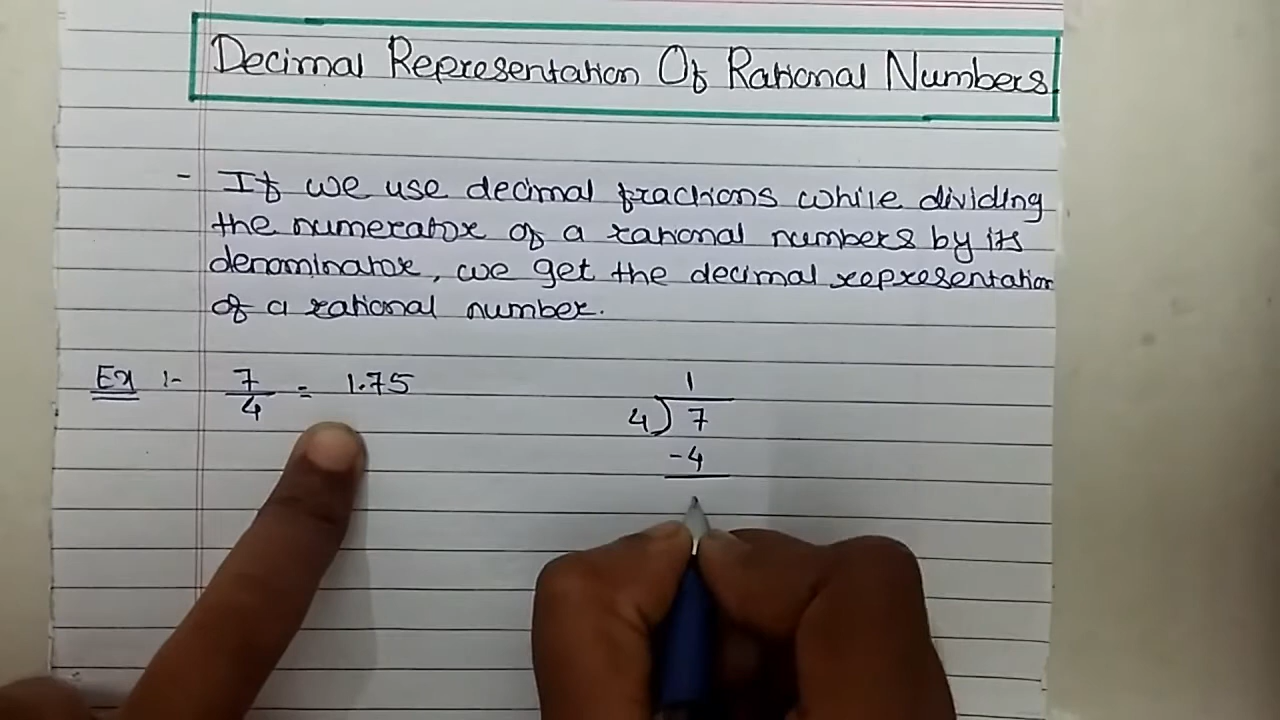 Decimal Representation Of Rational Numbers
- If we use decimal fractions while dividing
the numerator of a rational numbers by its
denominator, we get the decimal representation
of a rational number.
Ex :- 7/4 = 1.75
1
4 ) 7
-4